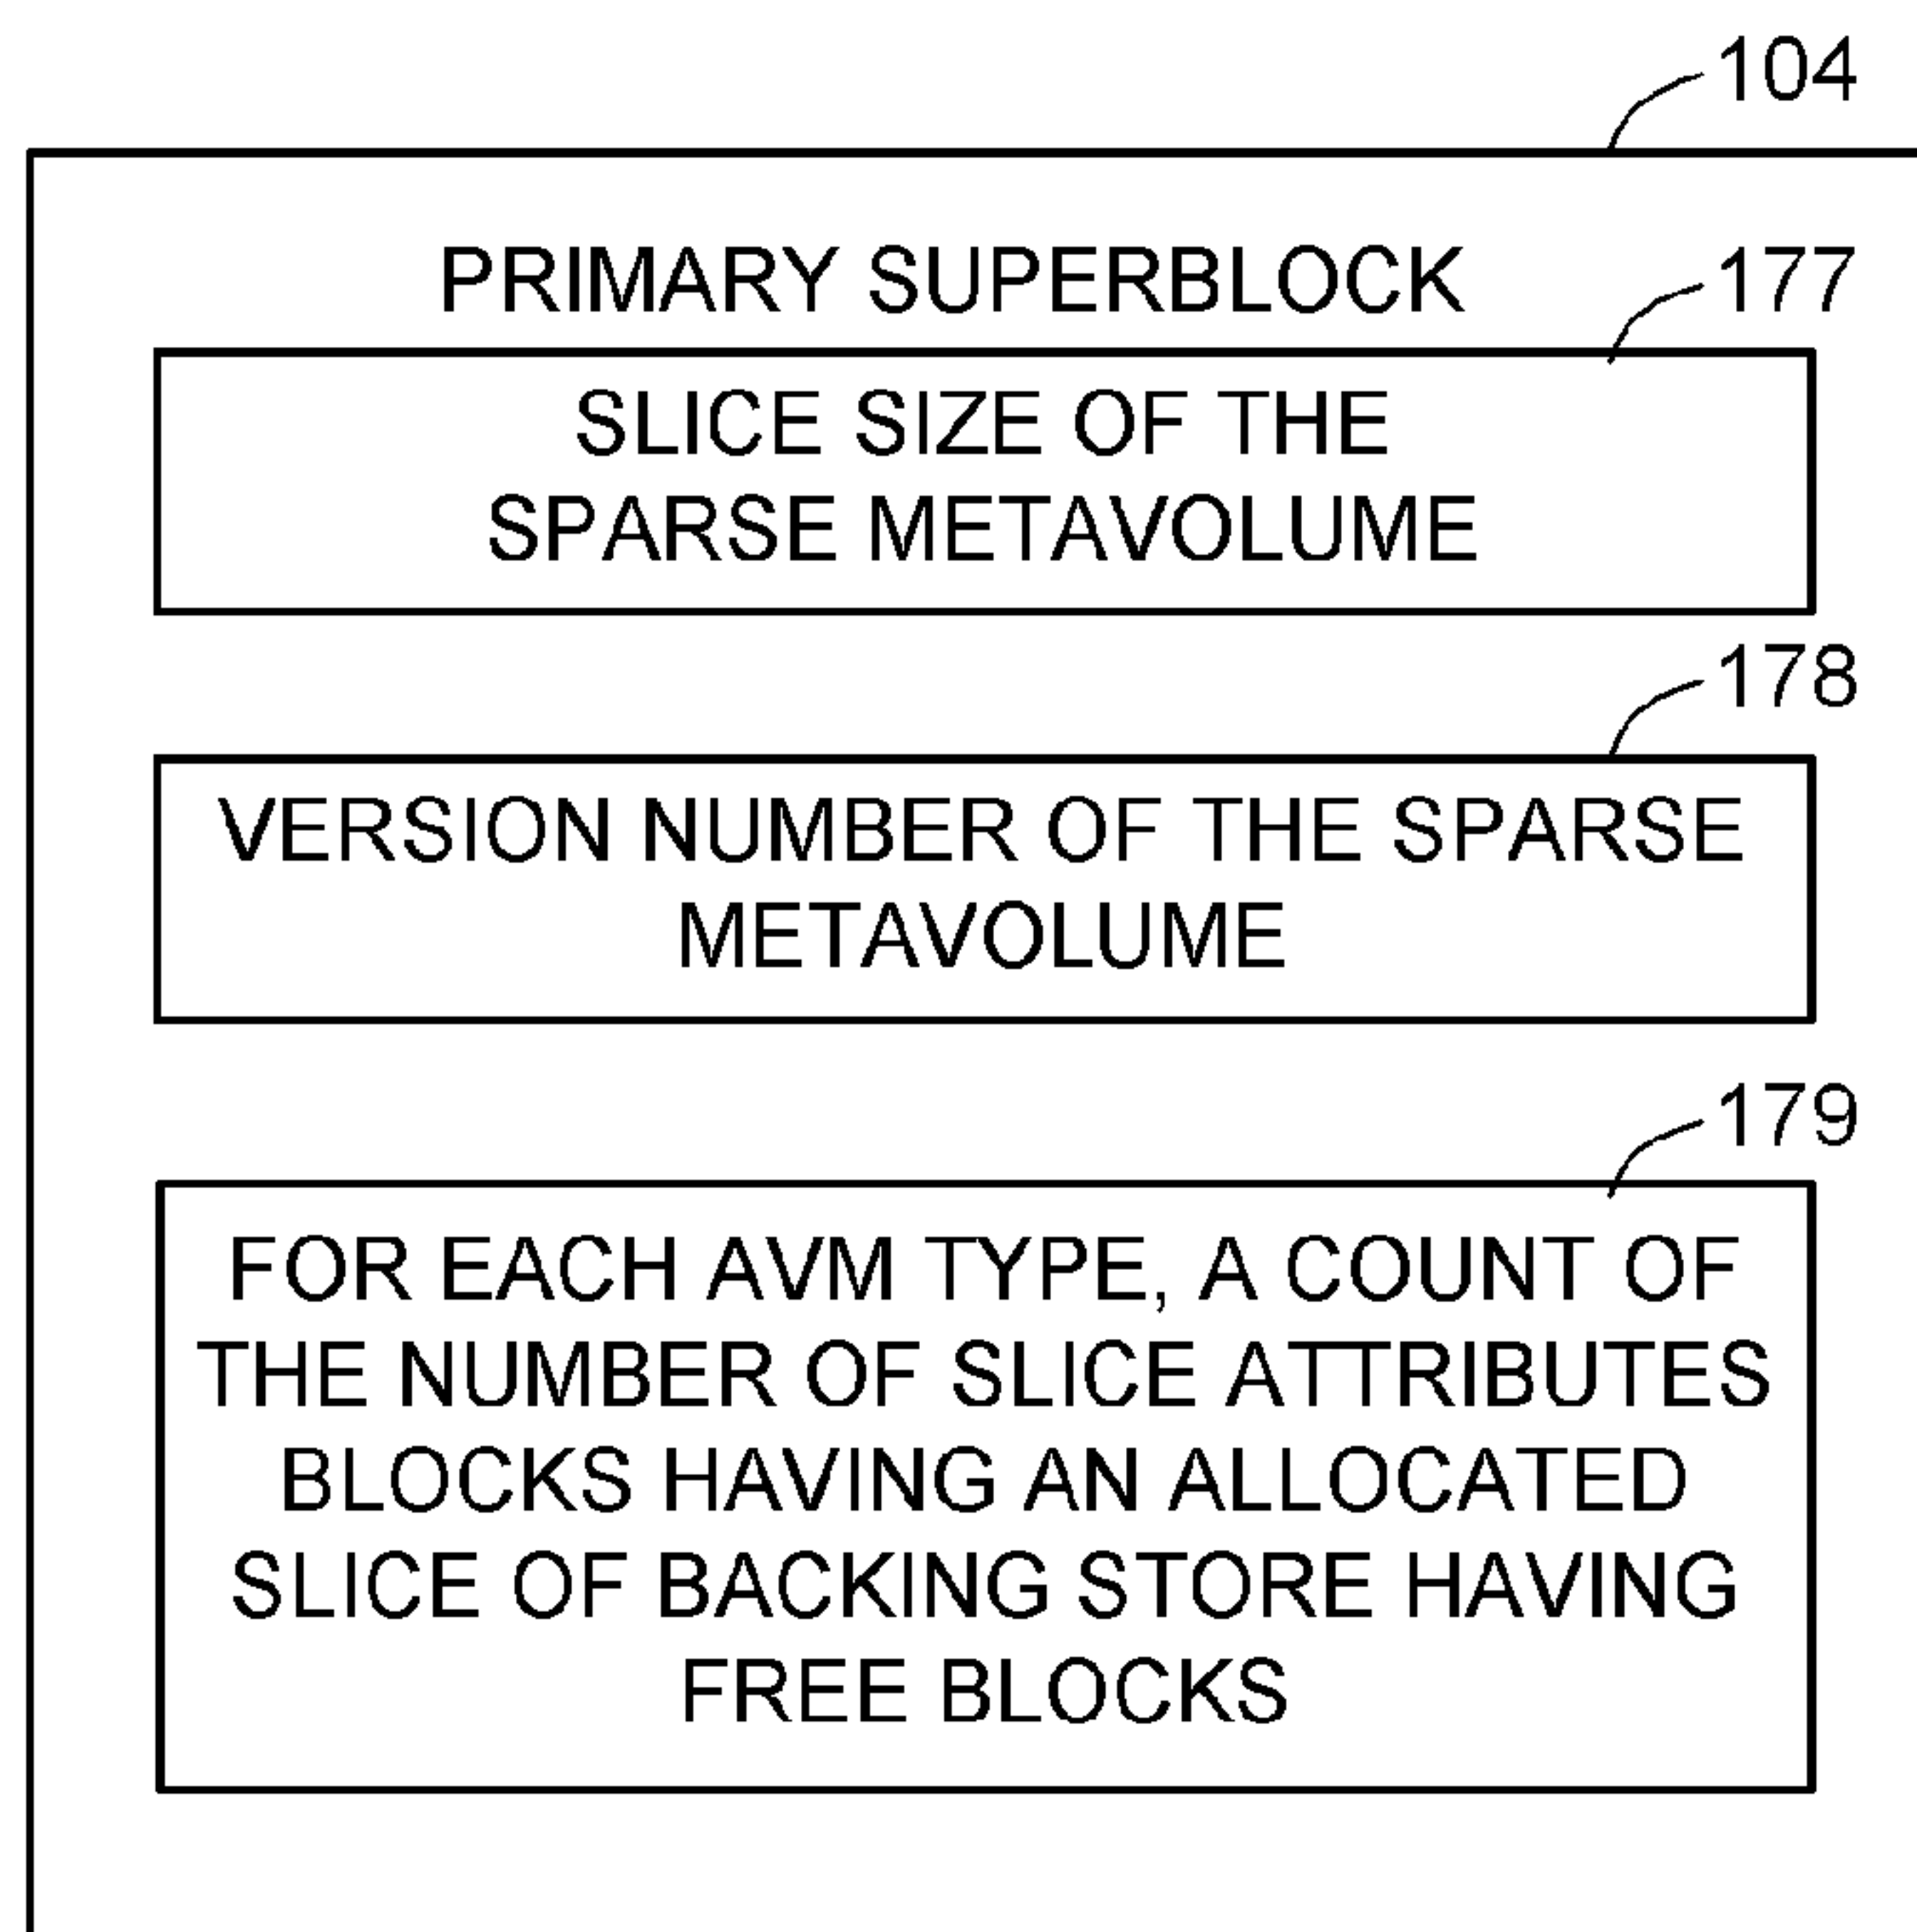 104
PRIMARY SUPERBLOCK
177
SLICE SIZE OF THE
SPARSE METAVOLUME
178
VERSION NUMBER OF THE SPARSE
METAVOLUME
179
FOR EACH AVM TYPE, A COUNT OF
THE NUMBER OF SLICE ATTRIBUTES
BLOCKS HAVING AN ALLOCATED
SLICE OF BACKING STORE HAVING
FREE BLOCKS